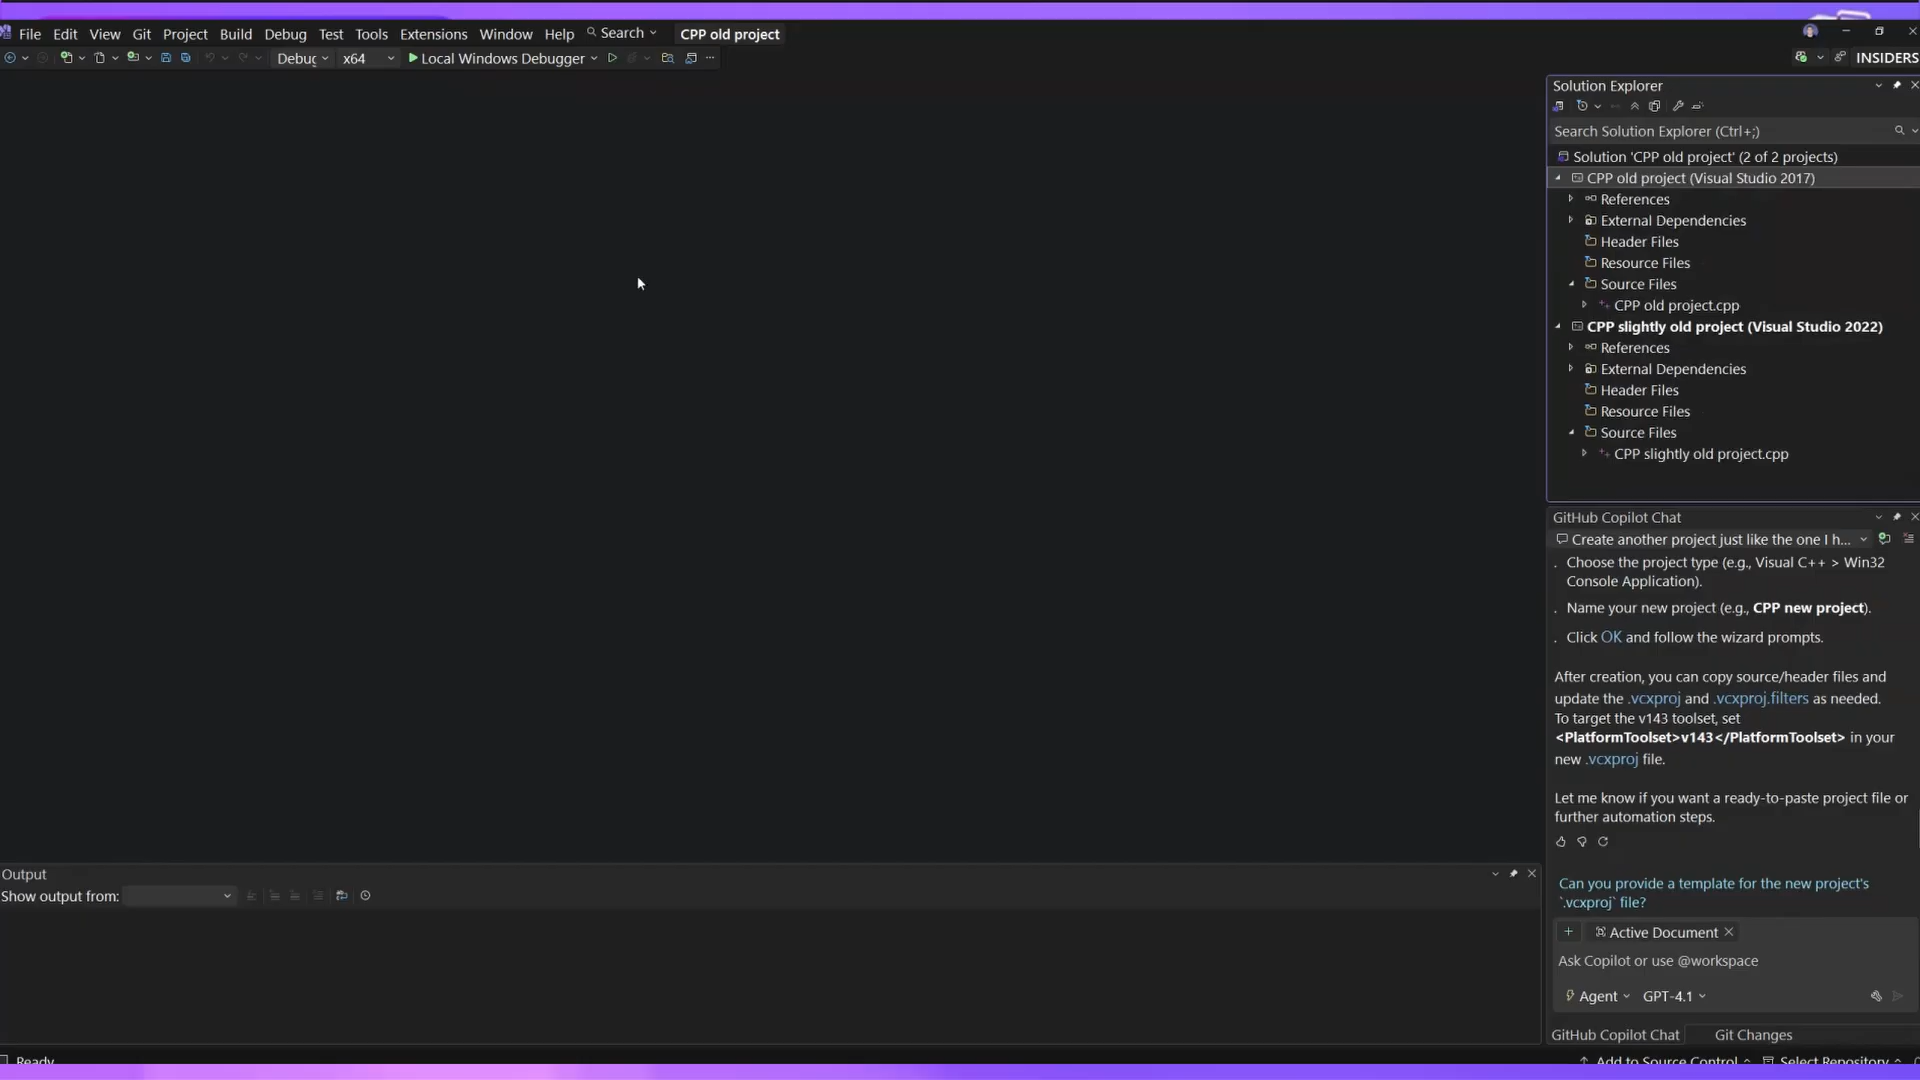 File Edit View Git Project Build Debug Test Tools Extensions Window Help Search CPP old project
Debug x64 Local Windows Debugger
INSIDERS
Solution Explorer
Search Solution Explorer (Ctrl+;)
Solution 'CPP old project' (2 of 2 projects)
CPP old project (Visual Studio 2017)
References
External Dependencies
Header Files
Resource Files
Source Files
CPP old project.cpp
CPP slightly old project (Visual Studio 2022)
References
External Dependencies
Header Files
Resource Files
Source Files
CPP slightly old project.cpp
GitHub Copilot Chat
Create another project just like the one I h...
. Choose the project type (e.g., Visual C++ > Win32
Console Application).
. Name your new project (e.g., CPP new project).
. Click OK and follow the wizard prompts.
After creation, you can copy source/header files and
update the .vcxproj and .vcxproj.filters as needed.
To target the v143 toolset, set
<PlatformToolset>v143</PlatformToolset> in your
new .vcxproj file.
Let me know if you want a ready-to-paste project file or
further automation steps.
Can you provide a template for the new project's
`.vcxproj` file?
Active Document
Ask Copilot or use @workspace
Agent GPT-4.1
GitHub Copilot Chat Git Changes
Output
Show output from:
Ready
Add to Source Control Select Repository